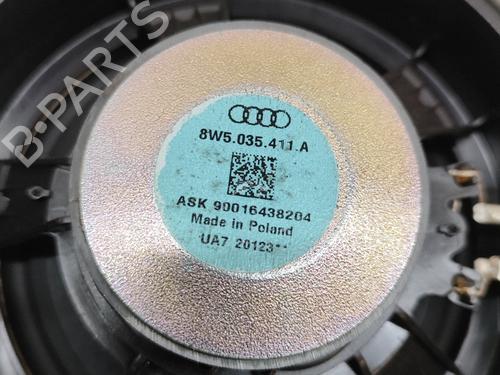 8W5.035.411.A
ASK 90016438204
Made in Poland
UA7 20123**
B-PARTS